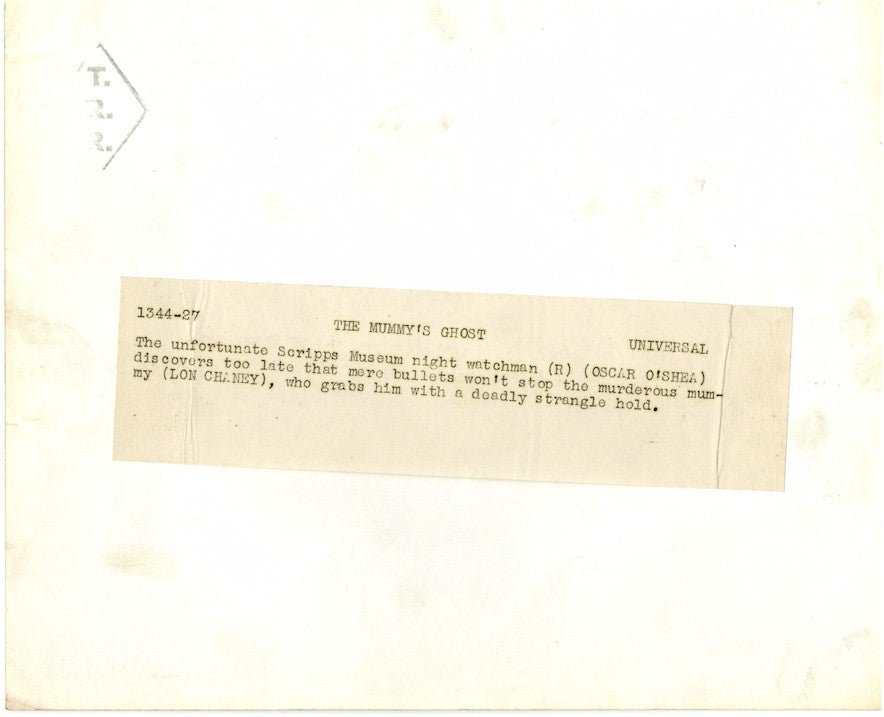 T.
R.
R.
1344-27
THE MUMMY'S GHOST
UNIVERSAL
The unfortunate Scripps Museum night watchman (R) (OSCAR O'SHEA)
discovers too late that mere bullets won't stop the murderous mum-
my (LON CHANEY), who grabs him with a deadly strangle hold.